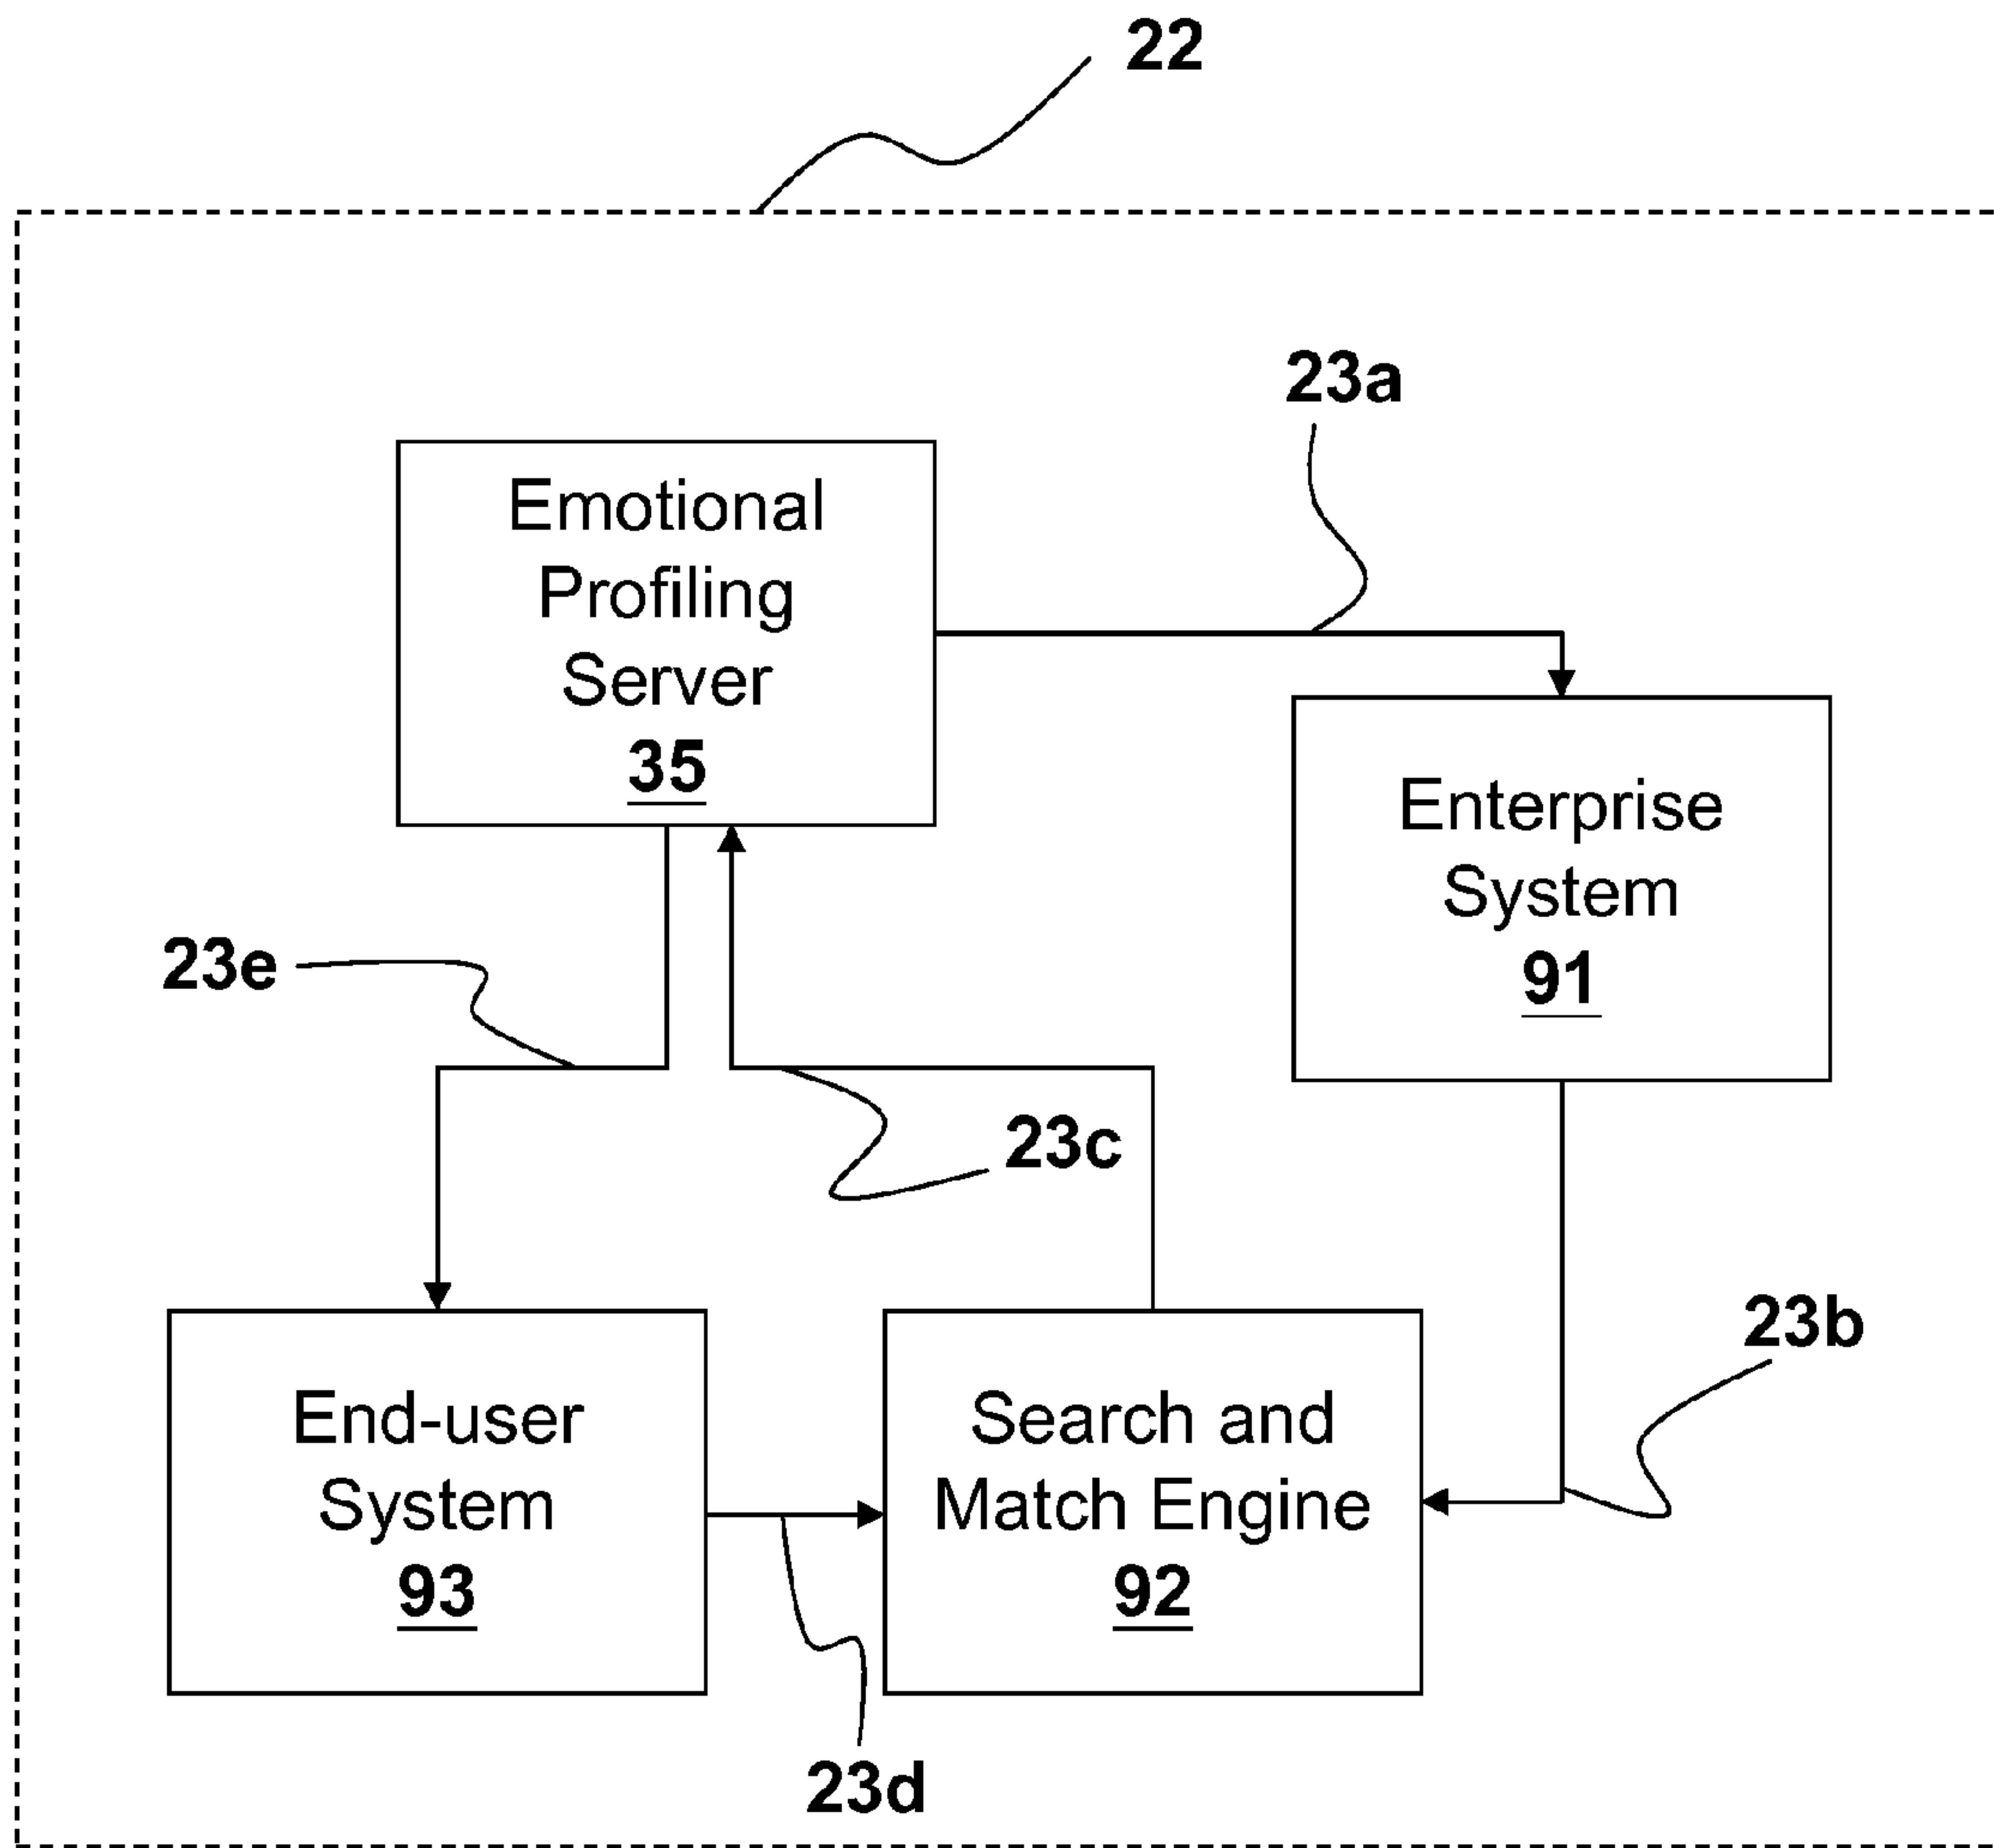 22
23a
Emotional
Profiling
Server
35
Enterprise
System
91
23e
23c
23b
End-user
System
93
Search and
Match Engine
92
23d